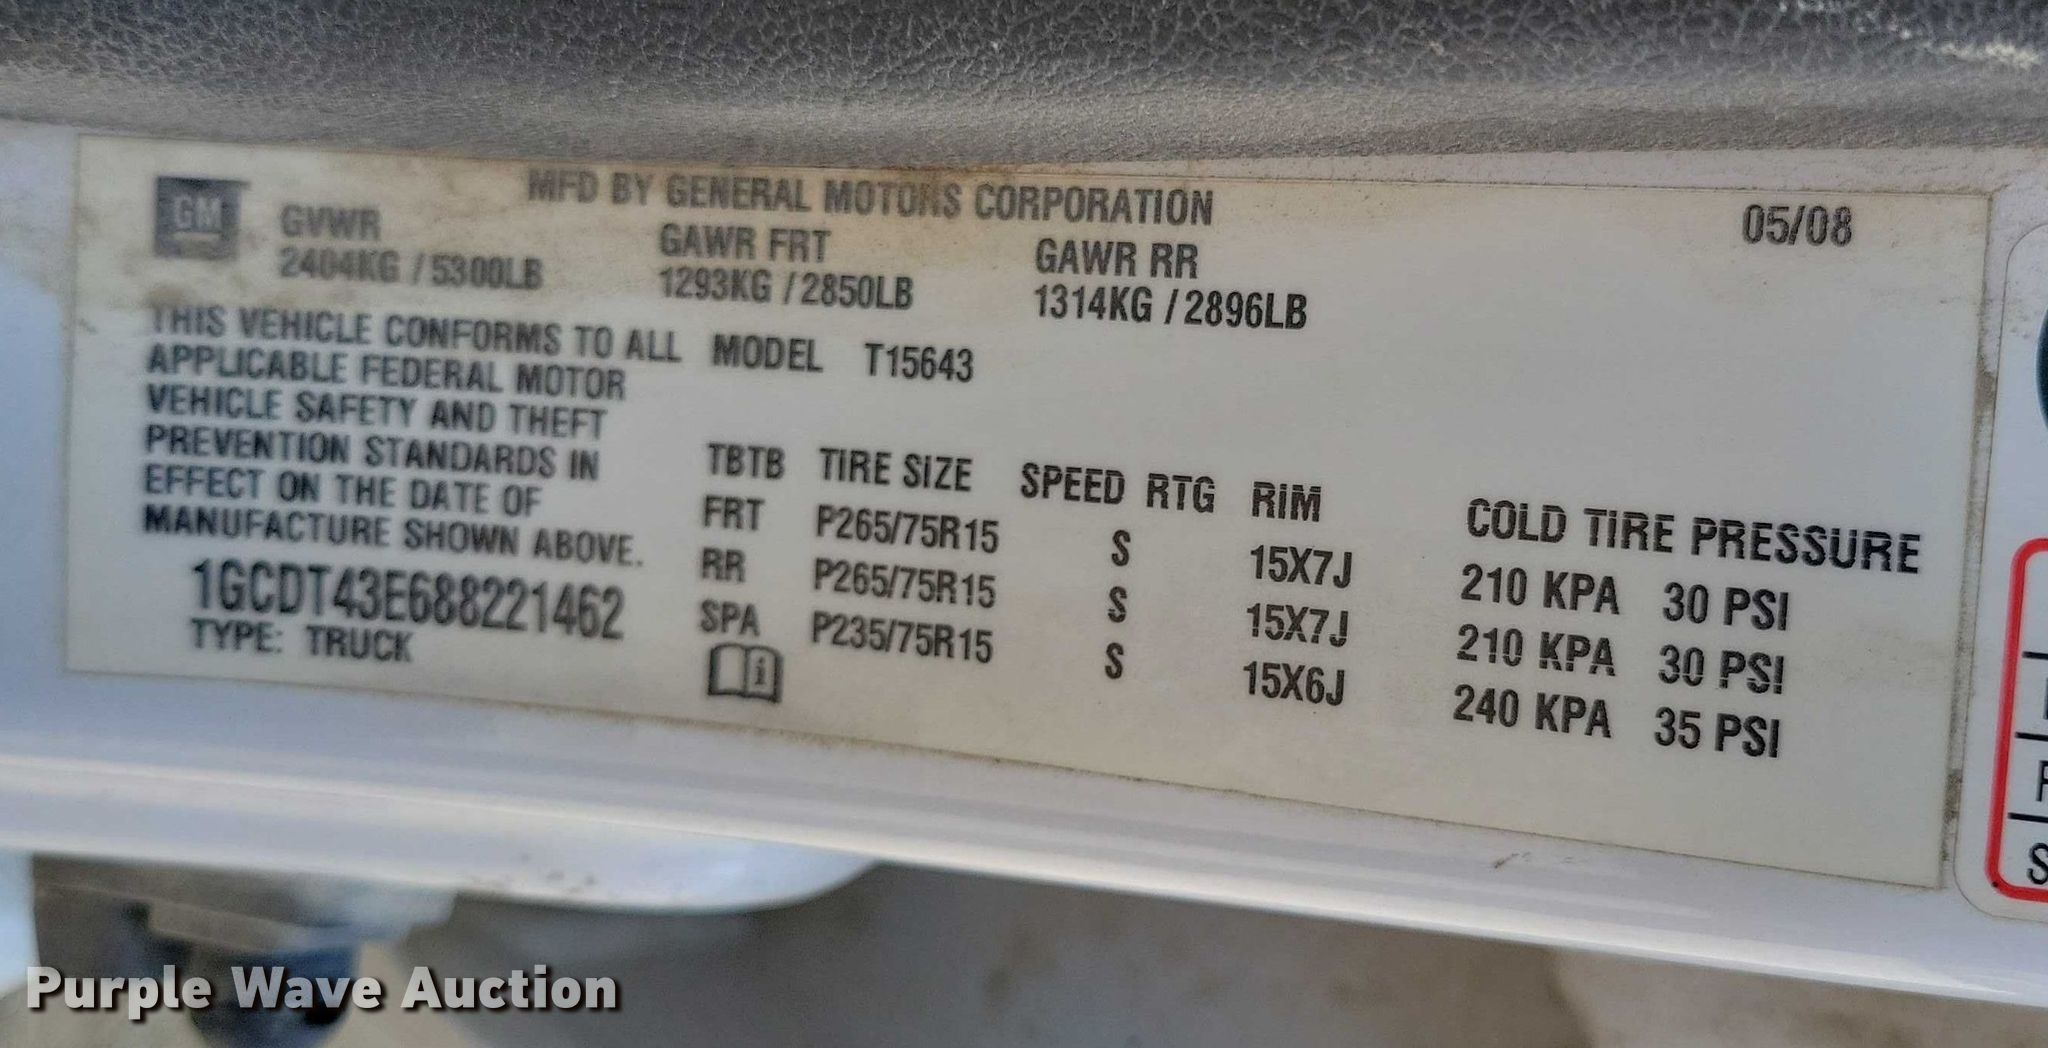 MFD BY GENERAL MOTORS CORPORATION 05/08
GM
GVWR GAWR FRT GAWR RR
2404KG / 5300LB 1293KG / 2850LB 1314KG / 2896LB
THIS VEHICLE CONFORMS TO ALL
APPLICABLE FEDERAL MOTOR
VEHICLE SAFETY AND THEFT
PREVENTION STANDARDS IN
EFFECT ON THE DATE OF
MANUFACTURE SHOWN ABOVE.
1GCDT43E688221462
TYPE: TRUCK
MODEL T15643
TBTB TIRE SIZE SPEED RTG RIM COLD TIRE PRESSURE
FRT P265/75R15 S 15X7J 210 KPA 30 PSI
RR P265/75R15 S 15X7J 210 KPA 30 PSI
SPA P235/75R15 S 15X6J 240 KPA 35 PSI
i
S
Purple Wave Auction